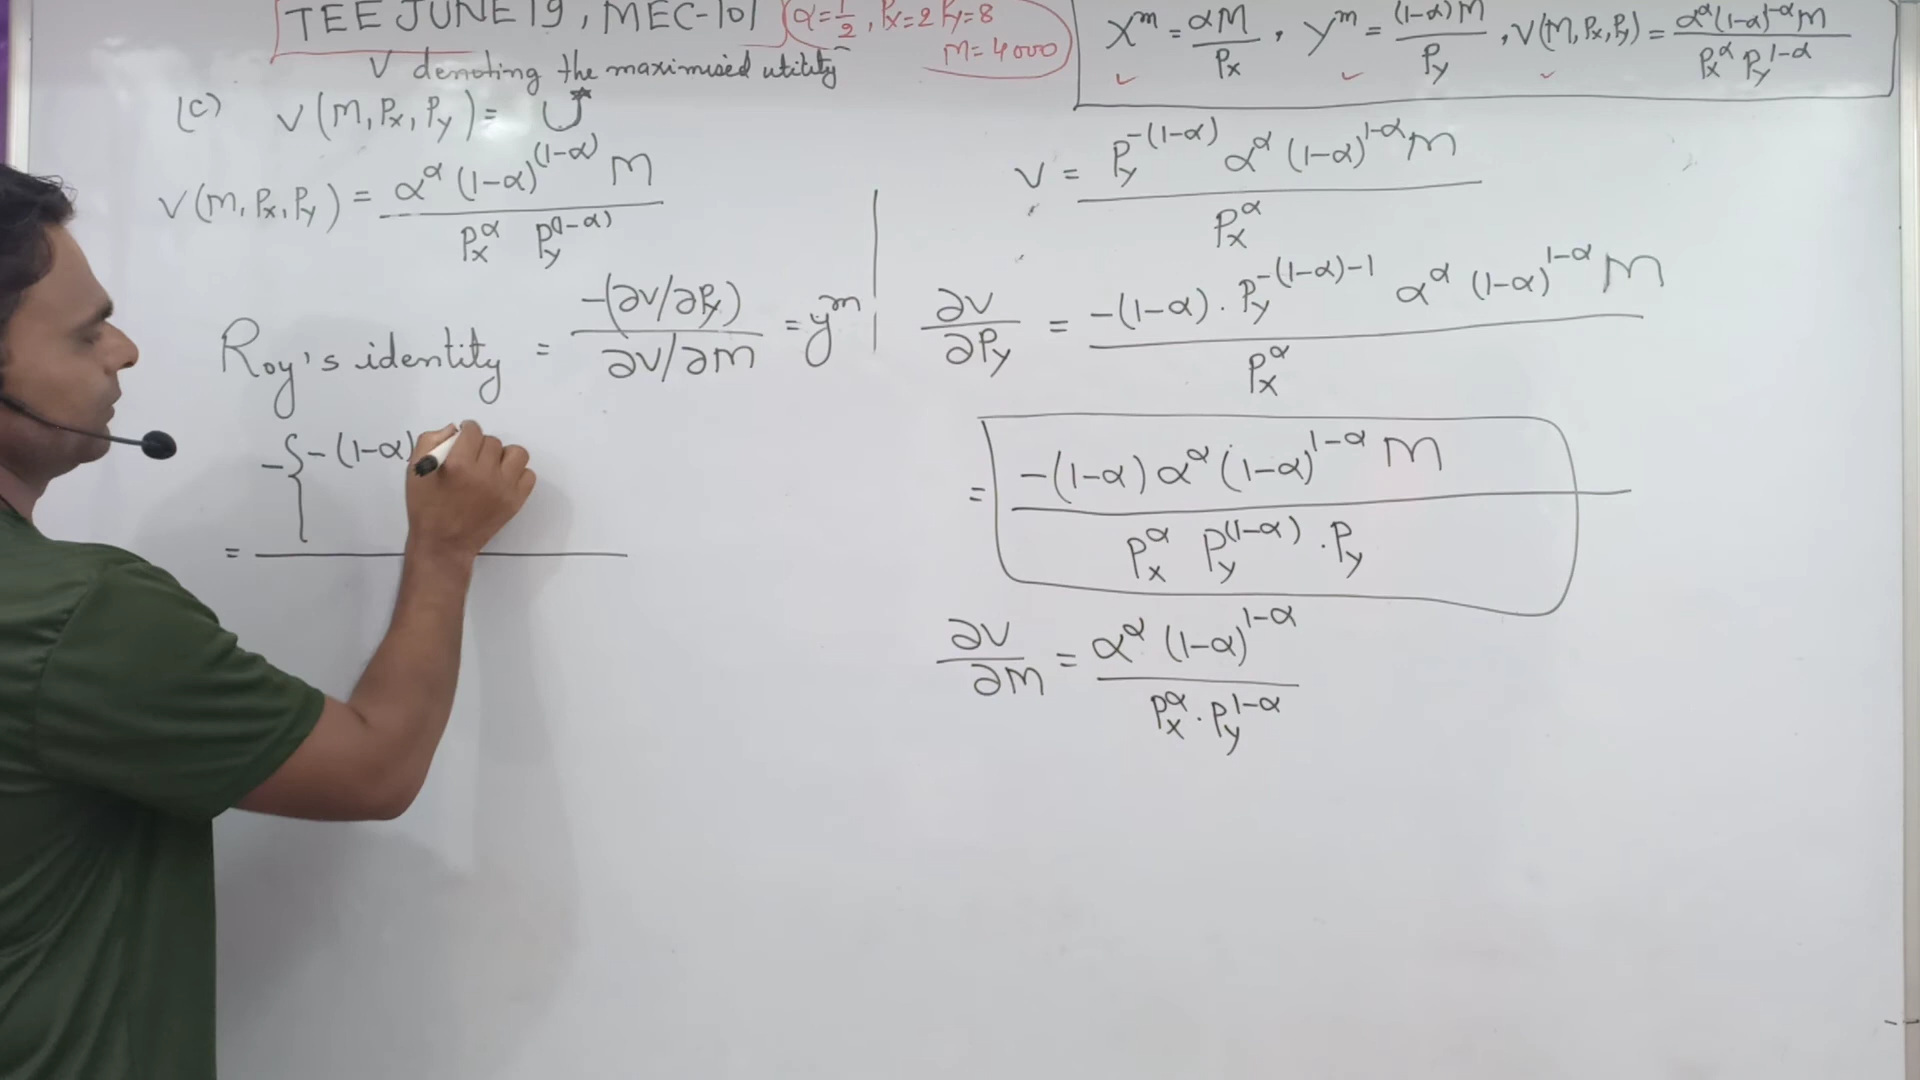 TEE JUNE 19, MEC-101
α = 1/2, Px = 2 Py = 8
M = 4000
X^m = αM / Px, Y^m = (1-α)M / Py, V(M, Px, Py) = α^α (1-α)^(1-α) M / Px^α Py^(1-α)
V denoting the maximised utility
(c) V(M, Px, Py) = U*
V(M, Px, Py) = α^α (1-α)^(1-α) M / Px^α Py^(1-α)
Roy's identity = -(∂V/∂Py) / ∂V/∂M = y^m
= -{-(1-α)
V = Py^-(1-α) α^α (1-α)^(1-α) M / Px^α
∂V/∂Py = -(1-α) . Py^(-(1-α)-1) α^α (1-α)^(1-α) M / Px^α
= -(1-α) α^α (1-α)^(1-α) M / Px^α Py^(1-α) . Py
∂V/∂M = α^α (1-α)^(1-α) / Px^α . Py^(1-α)